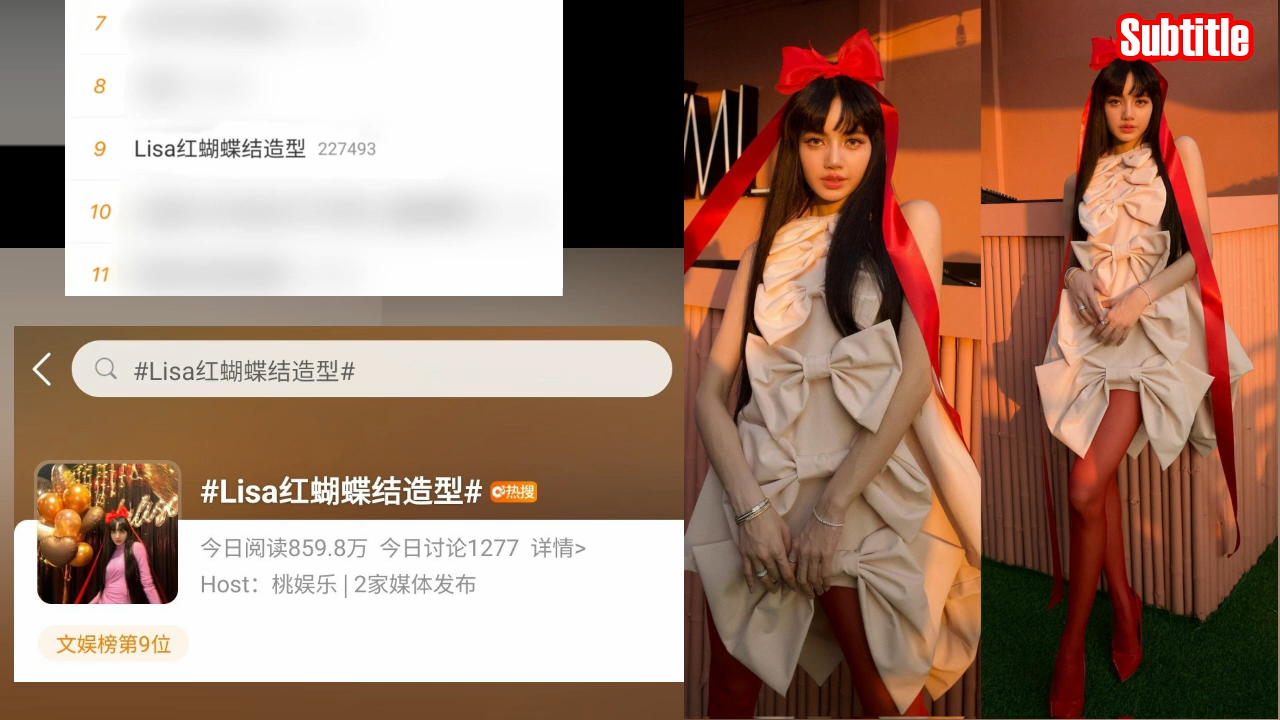 7
8
9 Lisa红蝴蝶结造型 227493
10
11
#Lisa红蝴蝶结造型#
#Lisa红蝴蝶结造型# 热搜
今日阅读859.8万 今日讨论1277 详情>
Host：桃娱乐 | 2家媒体发布
文娱榜第9位
Subtitle